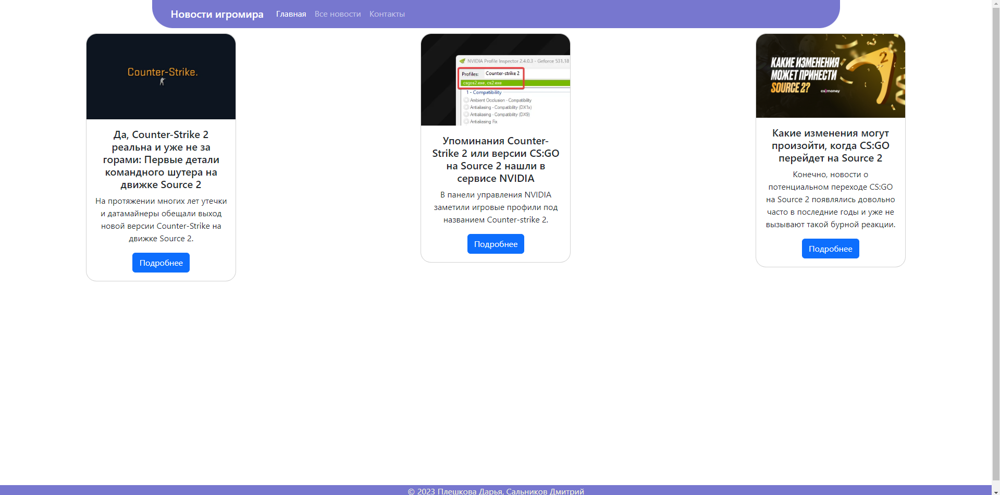 Новости игромира
Главная
Все новости
Контакты
Counter-Strike.
Да, Counter-Strike 2
реальна и уже не за
горами: Первые детали
командного шутера на
движке Source 2
На протяжении многих лет утечки
и датамайнеры обещали выход
новой версии Counter-Strike на
движке Source 2.
Подробнее
NVIDIA Profile Inspector 2.4.0.3 - Geforce 531.18
Profiles: Counter-strike 2
csgos2.exe, cs2.exe
1 - Compatibility
Ambient Occlusion - Compatibility
Antialiasing - Compatibility (DX1x)
Antialiasing - Compatibility (DX9)
Antialiasing Fix
Упоминания Counter-
Strike 2 или версии CS:GO
на Source 2 нашли в
сервисе NVIDIA
В панели управления NVIDIA
заметили игровые профили под
названием Counter-strike 2.
Подробнее
КАКИЕ ИЗМЕНЕНИЯ
МОЖЕТ ПРИНЕСТИ
SOURCE 2?
cs money
2
Какие изменения могут
произойти, когда CS:GO
перейдет на Source 2
Конечно, новости о
потенциальном переходе CS:GO
на Source 2 появлялись довольно
часто в последние годы и уже не
вызывают такой бурной реакции.
Подробнее
© 2023 Плешкова Дарья, Сальников Дмитрий